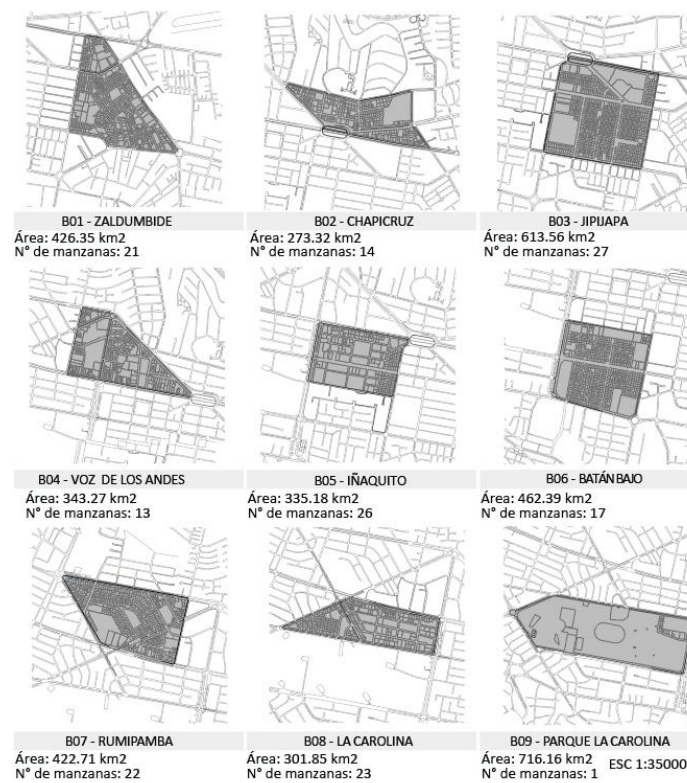 B01 - ZALDUMBIDE
Área: 426.35 km2
N° de manzanas: 21
B02 - CHAPICRUZ
Área: 273.32 km2
N° de manzanas: 14
B03 - JIPIJAPA
Área: 613.56 km2
N° de manzanas: 27
B04 - VOZ DE LOS ANDES
Área: 343.27 km2
N° de manzanas: 13
B05 - IÑAQUITO
Área: 335.18 km2
N° de manzanas: 26
B06 - BATÁN BAJO
Área: 462.39 km2
N° de manzanas: 17
B07 - RUMIPAMBA
Área: 422.71 km2
N° de manzanas: 22
B08 - LA CAROLINA
Área: 301.85 km2
N° de manzanas: 23
B09 - PARQUE LA CAROLINA
Área: 716.16 km2
N° de manzanas: 1
ESC 1:35000